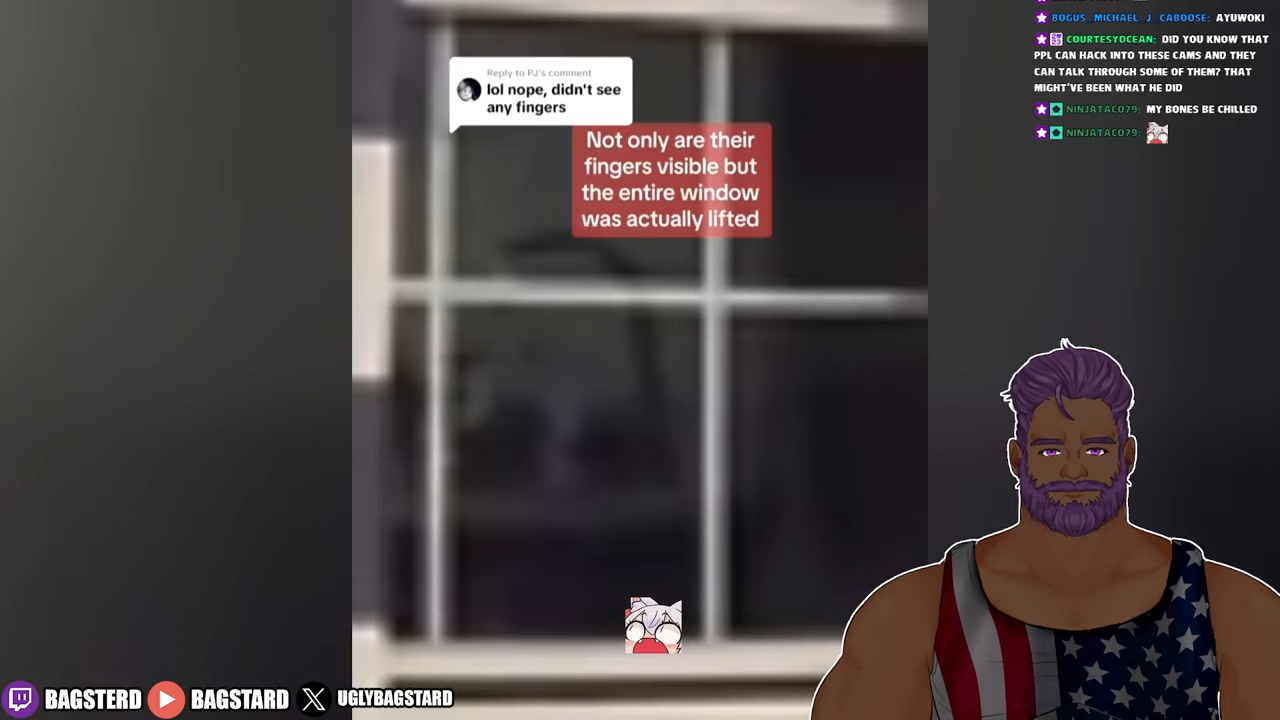 BOGUS_MICHAEL_J_CABOOSE: AYUWOKI
COURTESYOCEAN: DID YOU KNOW THAT
PPL CAN HACK INTO THESE CAMS AND THEY
CAN TALK THROUGH SOME OF THEM? THAT
MIGHT'VE BEEN WHAT HE DID
NINJATACO79: MY BONES BE CHILLED
NINJATACO79:
Reply to PJ's comment
lol nope, didn't see
any fingers
Not only are their
fingers visible but
the entire window
was actually lifted
BAGSTERD
BAGSTARD
UGLYBAGSTARD